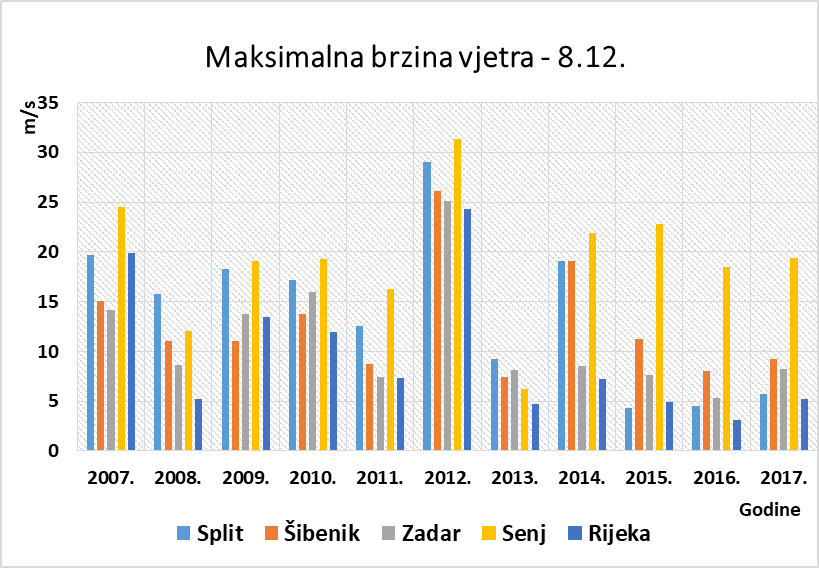 Maksimalna brzina vjetra - 8.12.
m/s
35
30
25
20
15
10
5
0
2007. 2008. 2009. 2010. 2011. 2012. 2013. 2014. 2015. 2016. 2017.
Godine
Split Šibenik Zadar Senj Rijeka